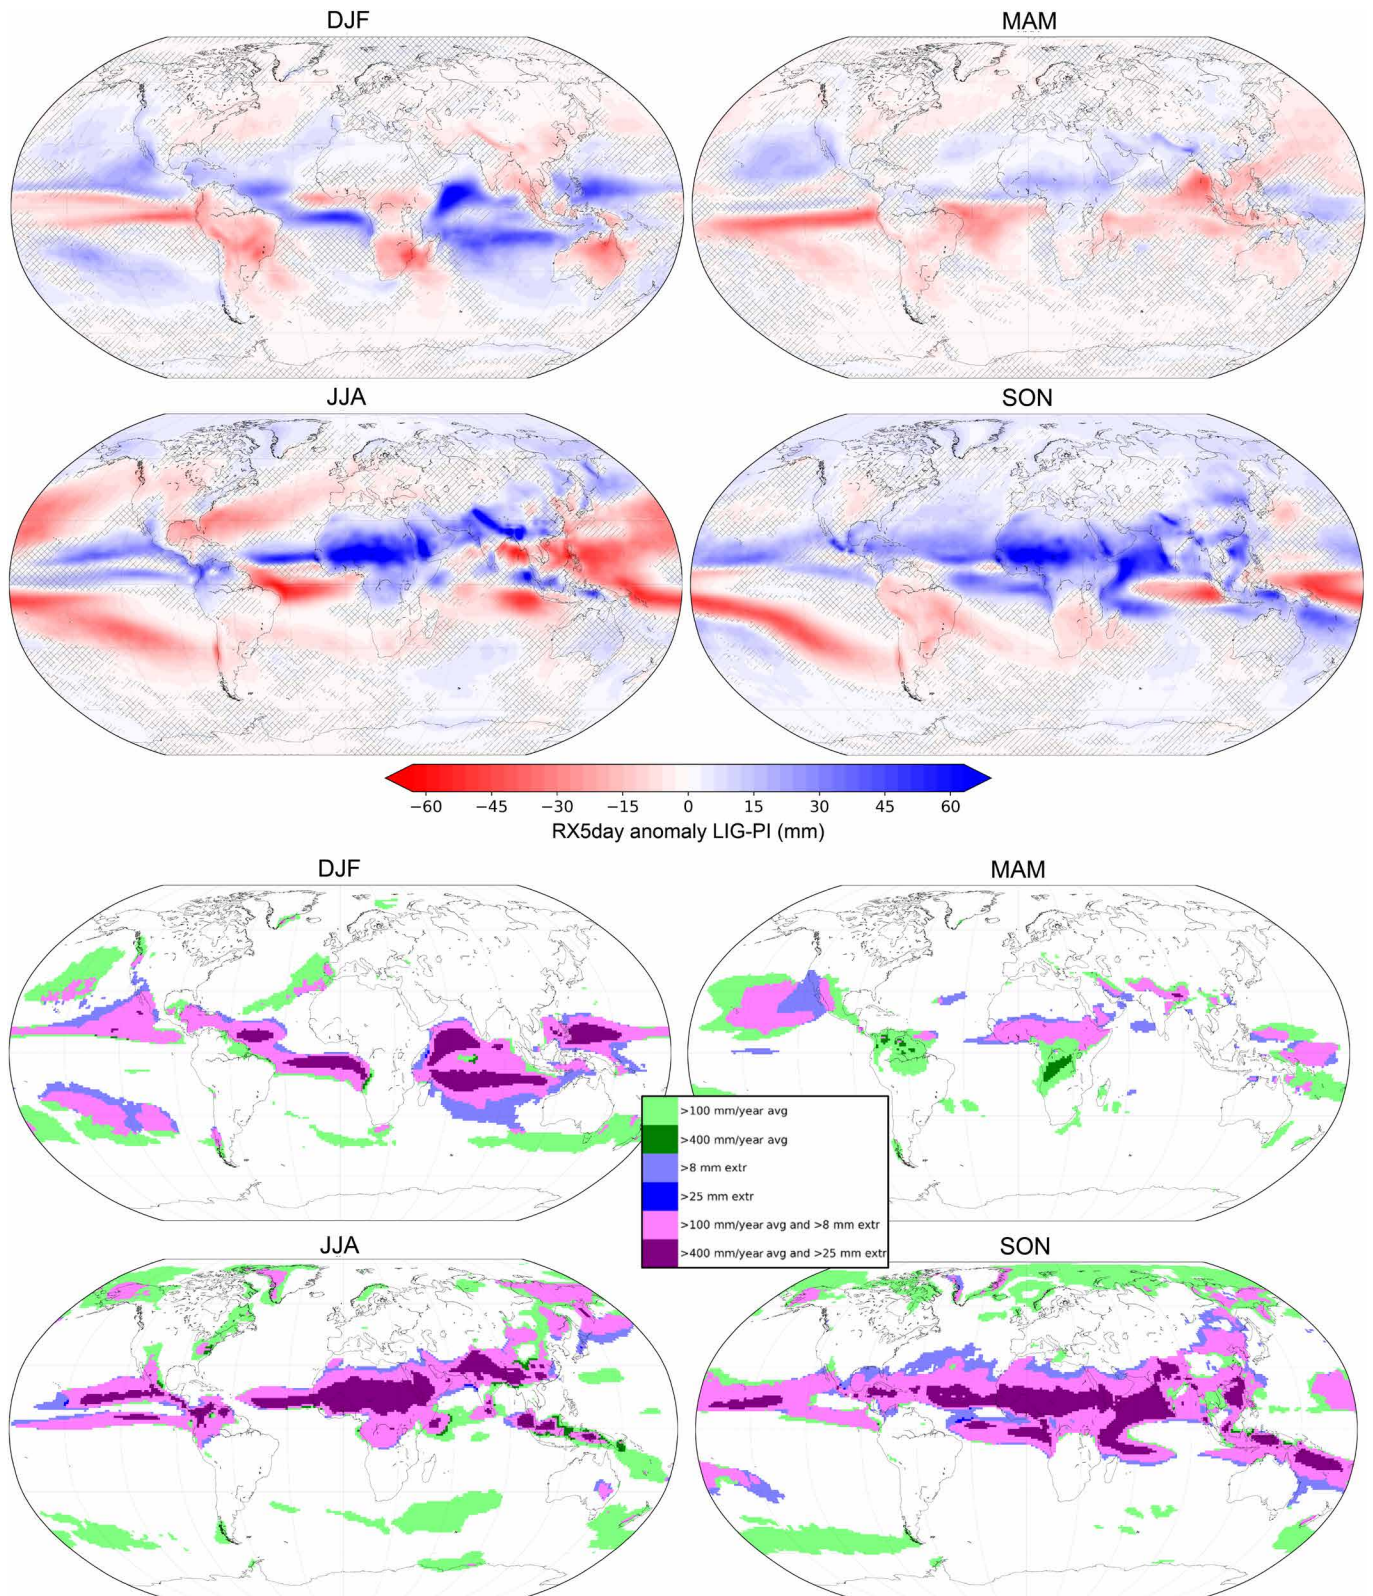 DJF
MAM
JJA
SON
−60 −45 −30 −15 0 15 30 45 60
RX5day anomaly LIG-PI (mm)
DJF
MAM
>100 mm/year avg
>400 mm/year avg
>8 mm extr
>25 mm extr
>100 mm/year avg and >8 mm extr
>400 mm/year avg and >25 mm extr
JJA
SON